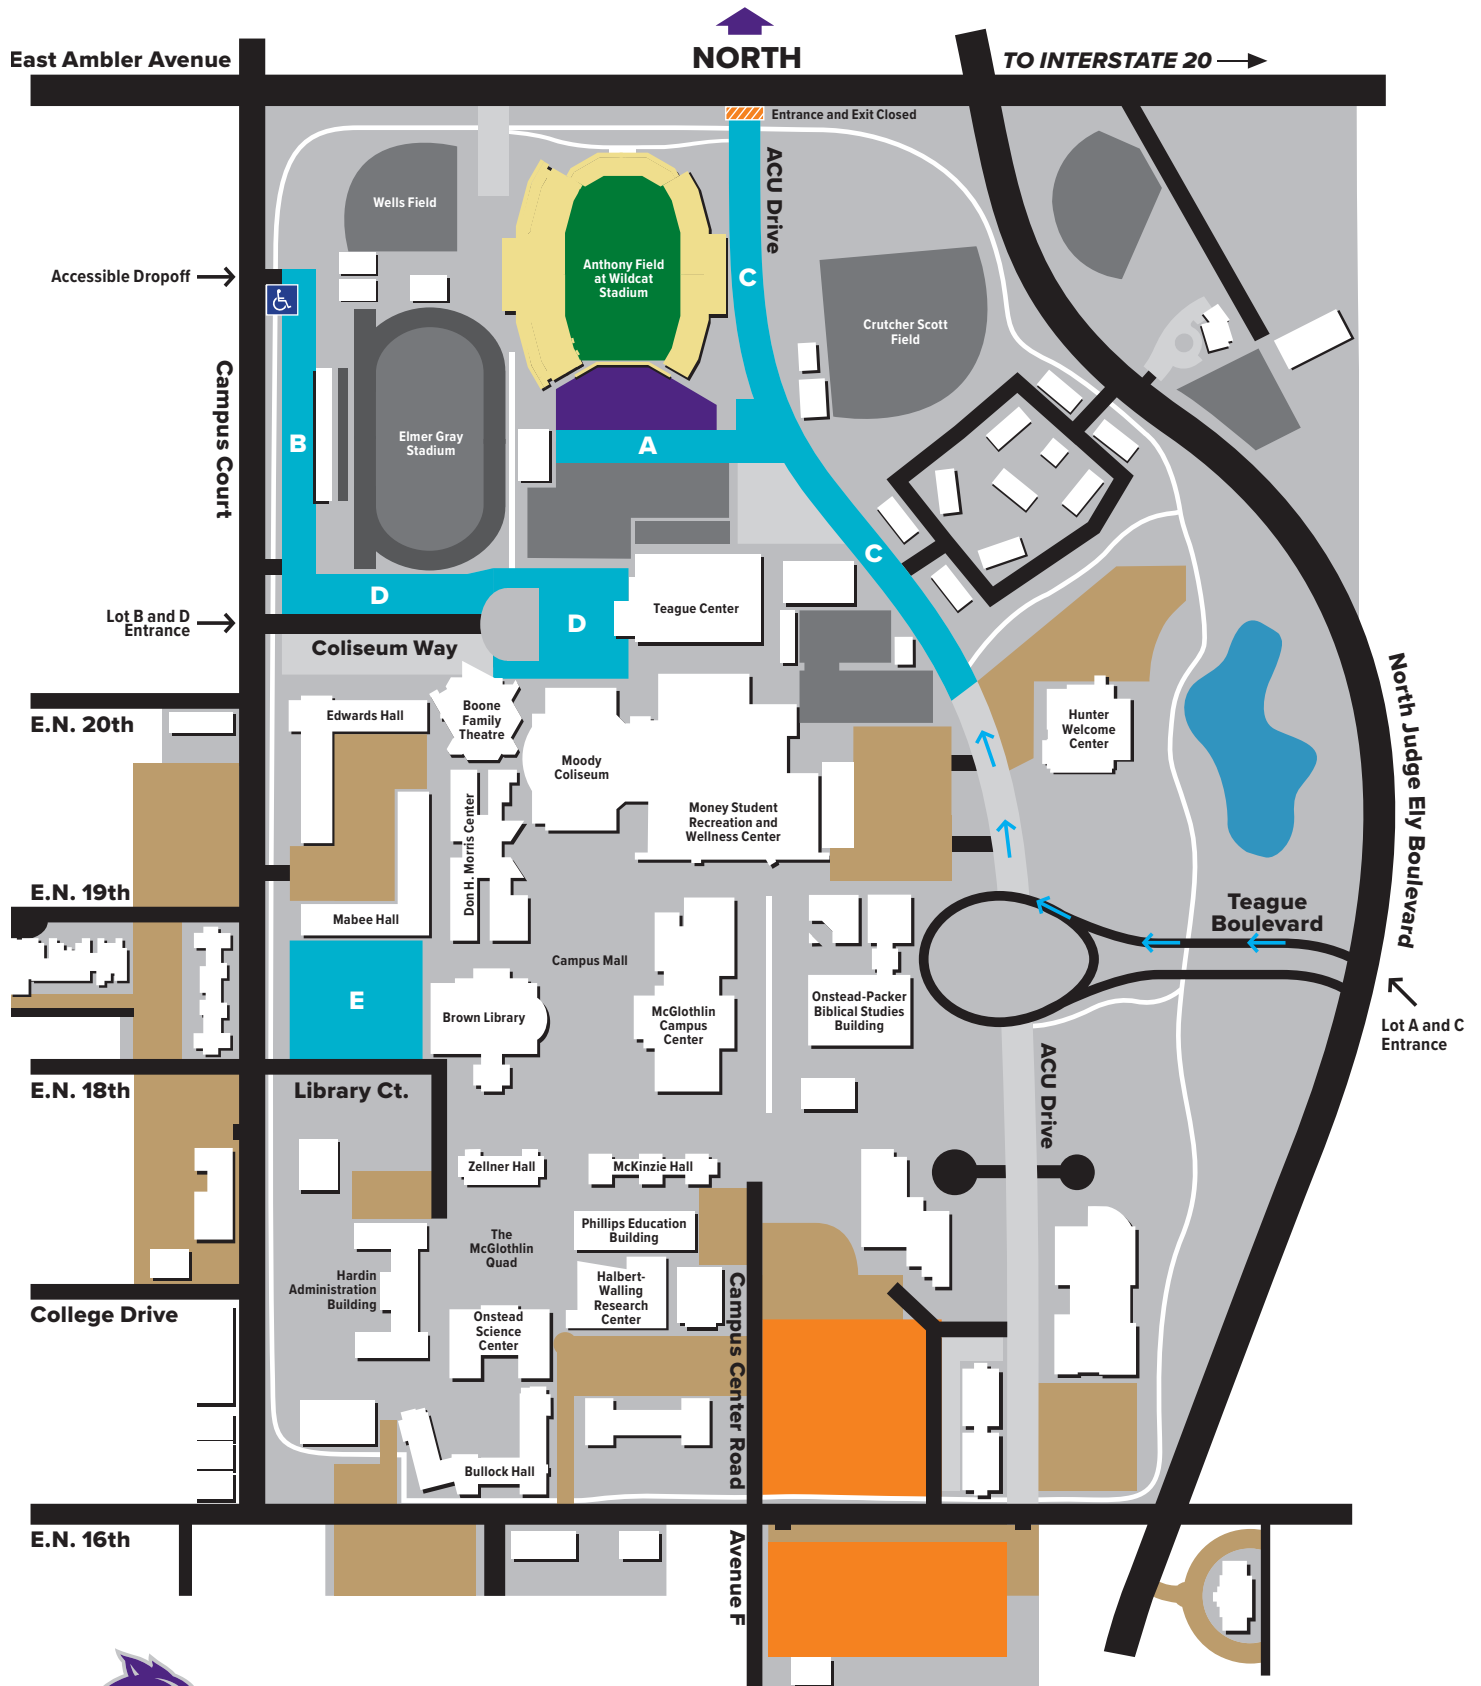 NORTH
East Ambler Avenue
TO INTERSTATE 20
Entrance and Exit Closed
ACU Drive
Wells Field
Accessible Dropoff
Anthony Field
at Wildcat
Stadium
C
Crutcher Scott
Field
Campus Court
B
Elmer Gray
Stadium
A
C
D
D
Teague Center
Lot B and D
Entrance
Coliseum Way
E.N. 20th
Edwards Hall
Boone
Family
Theatre
Hunter
Welcome
Center
North Judge Ely Boulevard
Moody
Coliseum
Don H. Morris Center
Money Student
Recreation and
Wellness Center
E.N. 19th
Mabee Hall
Teague
Boulevard
Campus Mall
E
Brown Library
McGlothlin
Campus
Center
Onstead-Packer
Biblical Studies
Building
Lot A and C
Entrance
ACU Drive
E.N. 18th
Library Ct.
Zellner Hall
McKinzie Hall
The
McGlothlin
Quad
Phillips Education
Building
Hardin
Administration
Building
Halbert-
Walling
Research
Center
Campus Center Road
College Drive
Onstead
Science
Center
Bullock Hall
E.N. 16th
Avenue F